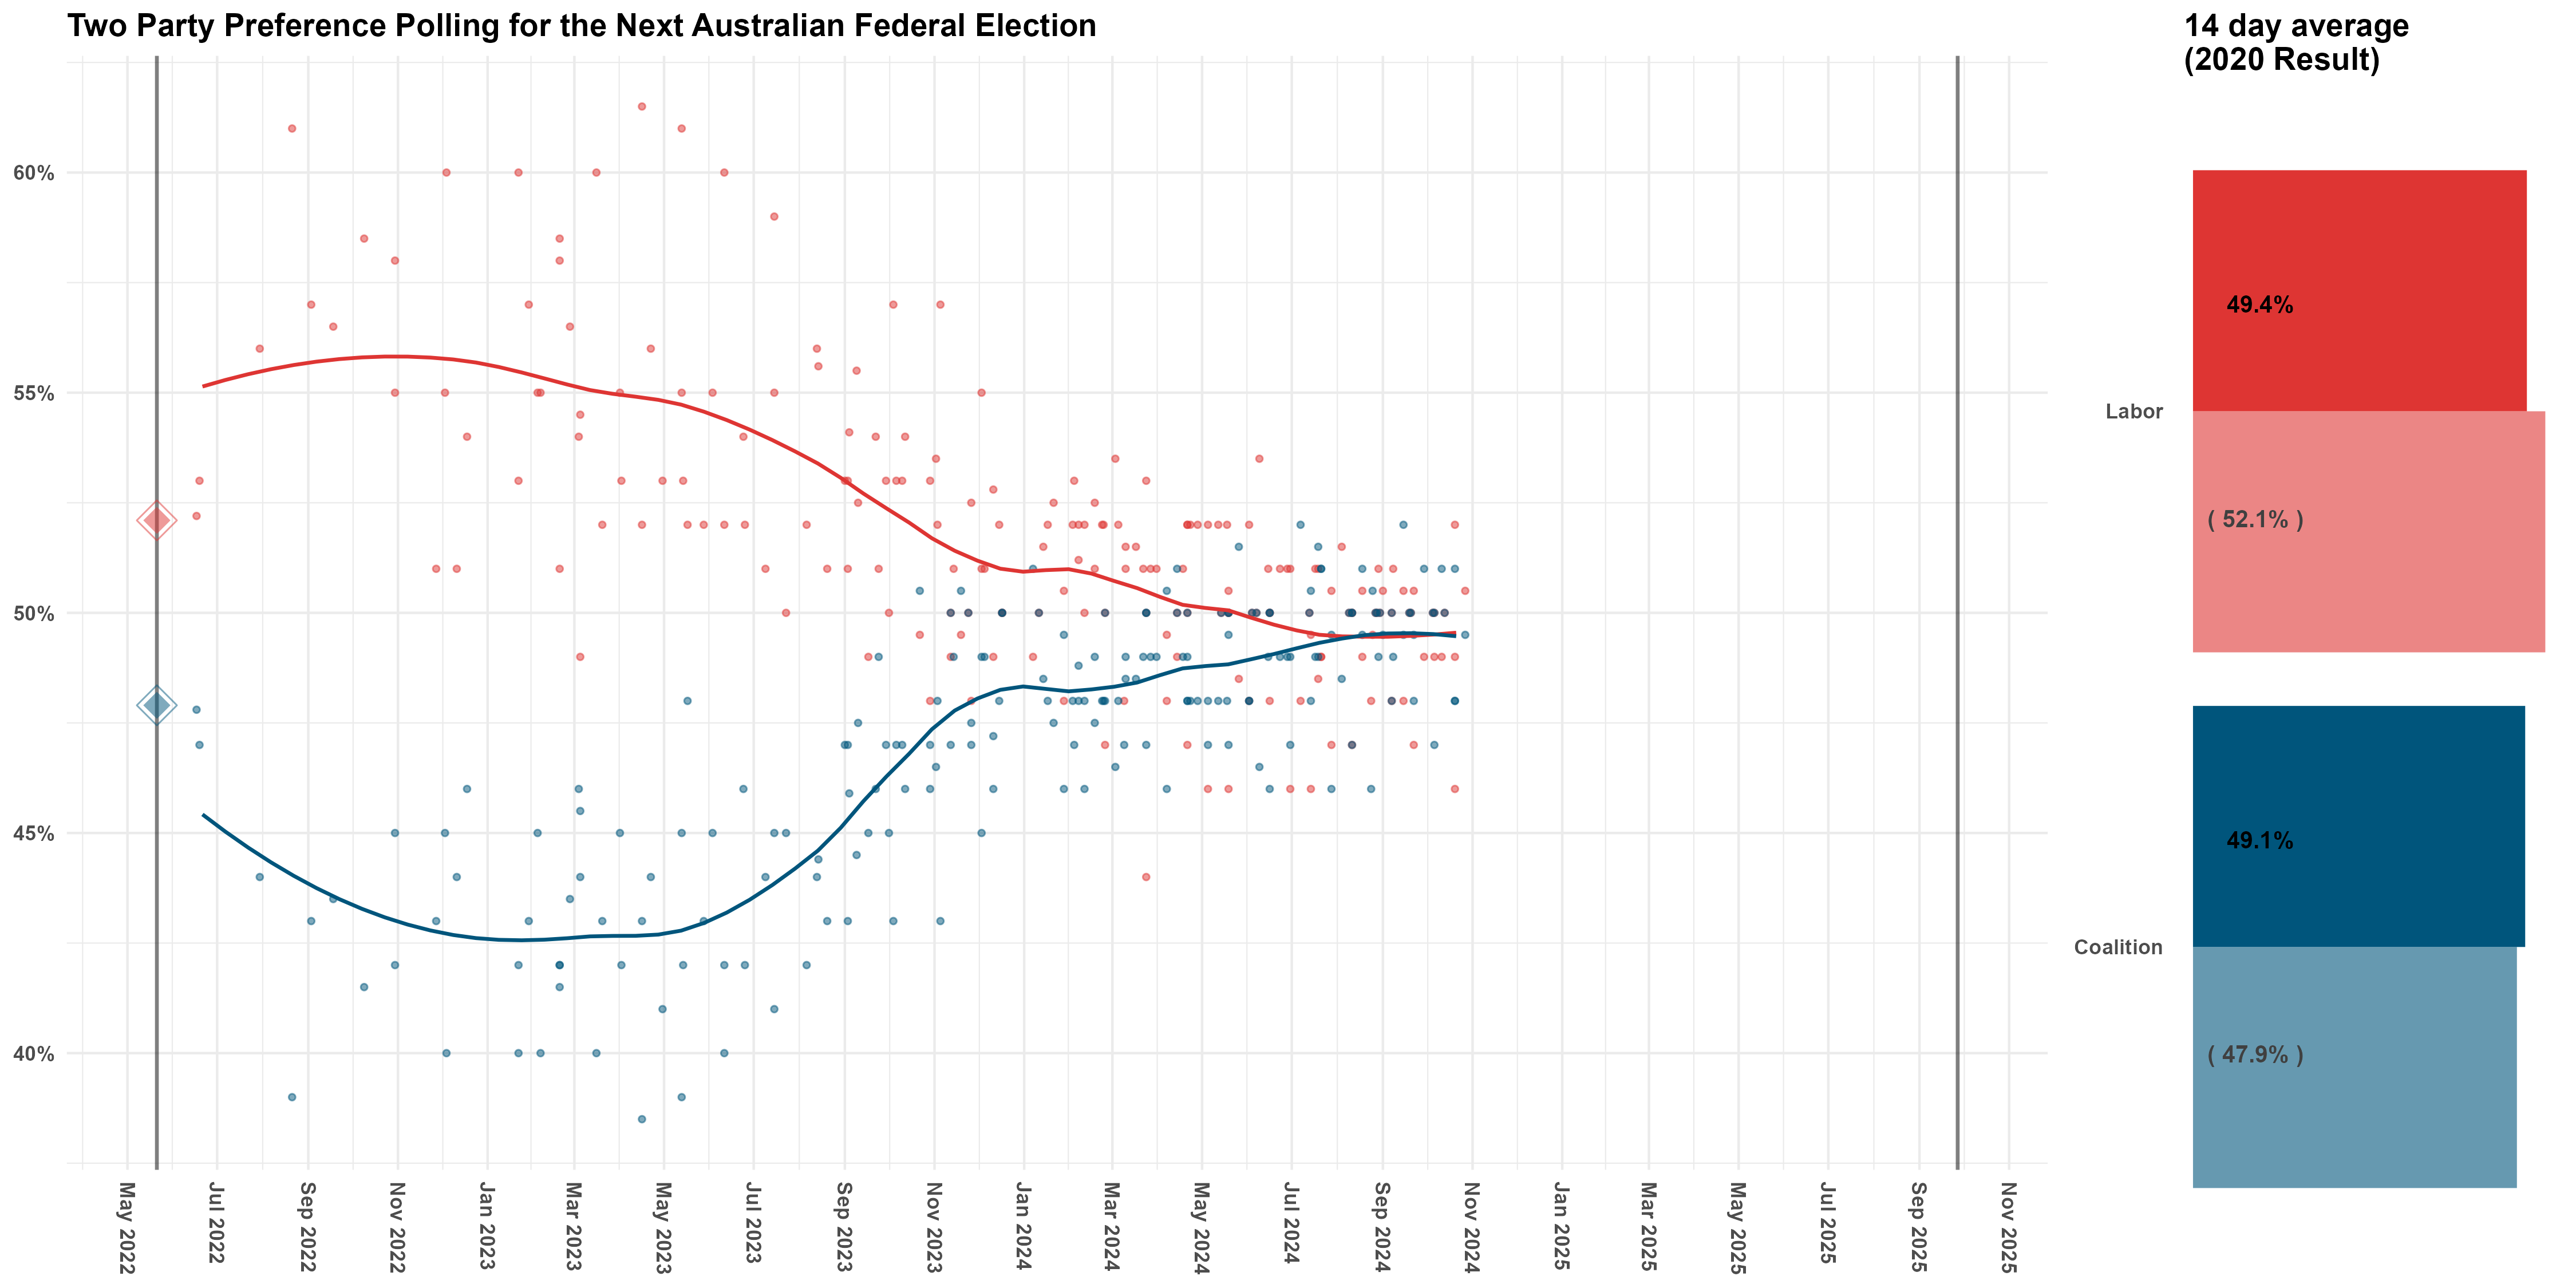 Two Party Preference Polling for the Next Australian Federal Election
14 day average
(2020 Result)
60%
55%
50%
45%
40%
May 2022
Jul 2022
Sep 2022
Nov 2022
Jan 2023
Mar 2023
May 2023
Jul 2023
Sep 2023
Nov 2023
Jan 2024
Mar 2024
May 2024
Jul 2024
Sep 2024
Nov 2024
Jan 2025
Mar 2025
May 2025
Jul 2025
Sep 2025
Nov 2025
Labor
49.4%
( 52.1% )
Coalition
49.1%
( 47.9% )